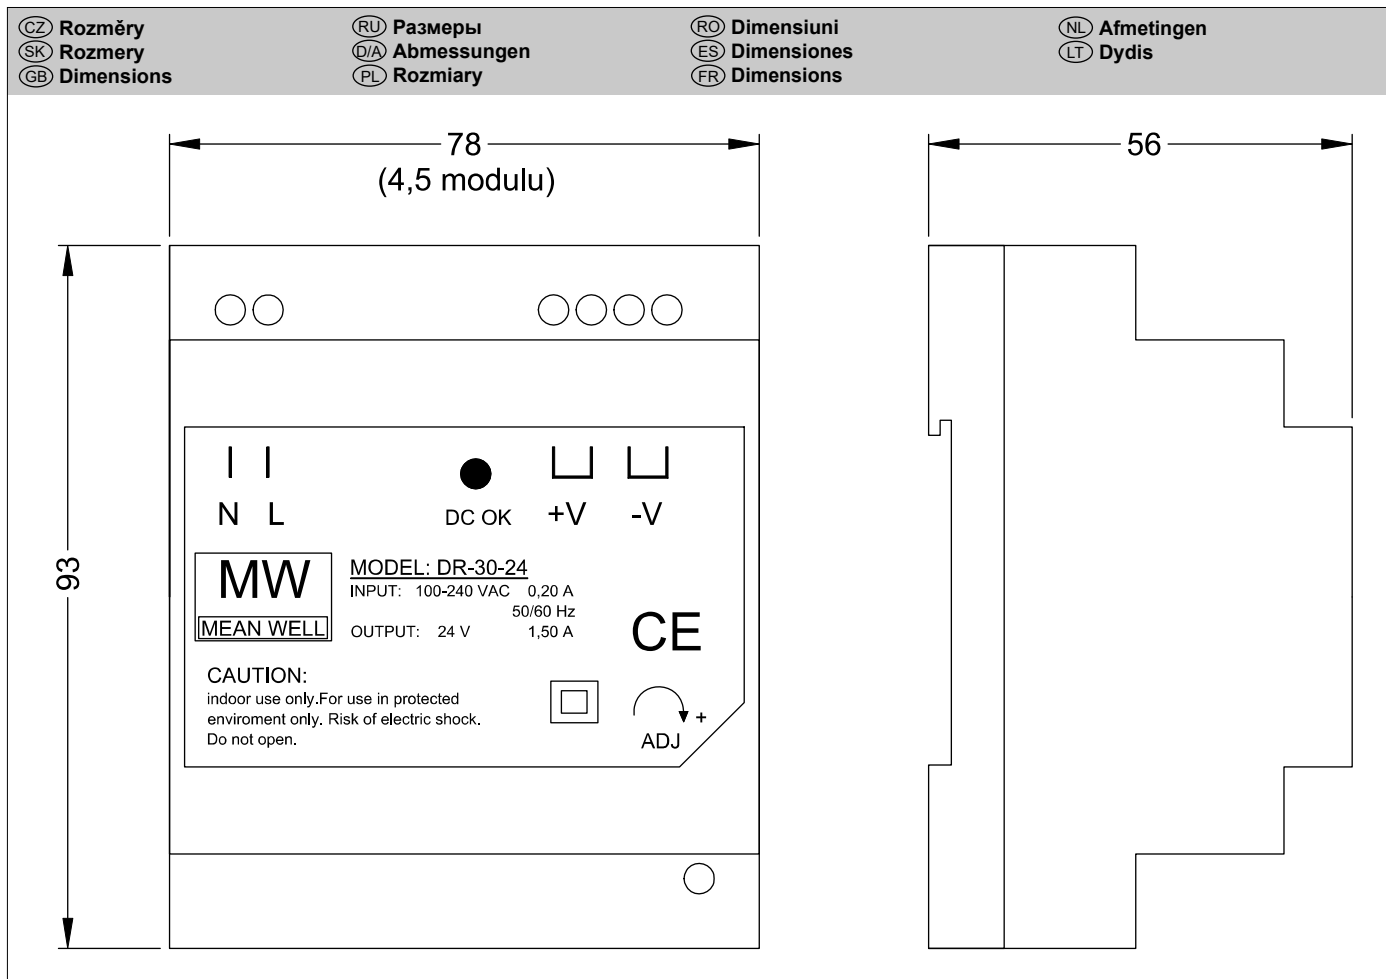 CZ Rozměry
SK Rozmery
GB Dimensions
RU Размеры
D/A Abmessungen
PL Rozmiary
RO Dimensiuni
ES Dimensiones
FR Dimensions
NL Afmetingen
LT Dydis
78
(4,5 modulu)
56
93
N L
DC OK
+V
-V
MW
MEAN WELL
MODEL: DR-30-24
INPUT: 100-240 VAC 0,20 A
50/60 Hz
OUTPUT: 24 V 1,50 A
CE
CAUTION:
indoor use only.For use in protected
enviroment only. Risk of electric shock.
Do not open.
+
ADJ